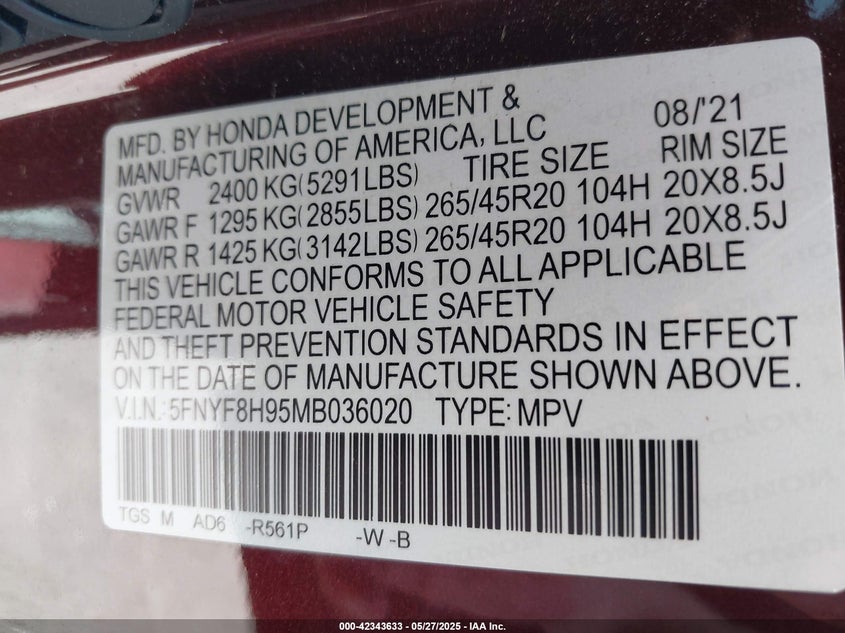 MFD. BY HONDA DEVELOPMENT &
MANUFACTURING OF AMERICA, LLC 08/'21
GVWR 2400 KG(5291LBS) TIRE SIZE RIM SIZE
GAWR F 1295 KG(2855LBS) 265/45R20 104H 20X8.5J
GAWR R 1425 KG(3142LBS) 265/45R20 104H 20X8.5J
THIS VEHICLE CONFORMS TO ALL APPLICABLE
FEDERAL MOTOR VEHICLE SAFETY
AND THEFT PREVENTION STANDARDS IN EFFECT
ON THE DATE OF MANUFACTURE SHOWN ABOVE.
V.I.N.: 5FNYF8H95MB036020 TYPE: MPV
TGS M AD6 -R561P -W -B
000-42343633 — 05/27/2025 — IAA Inc.